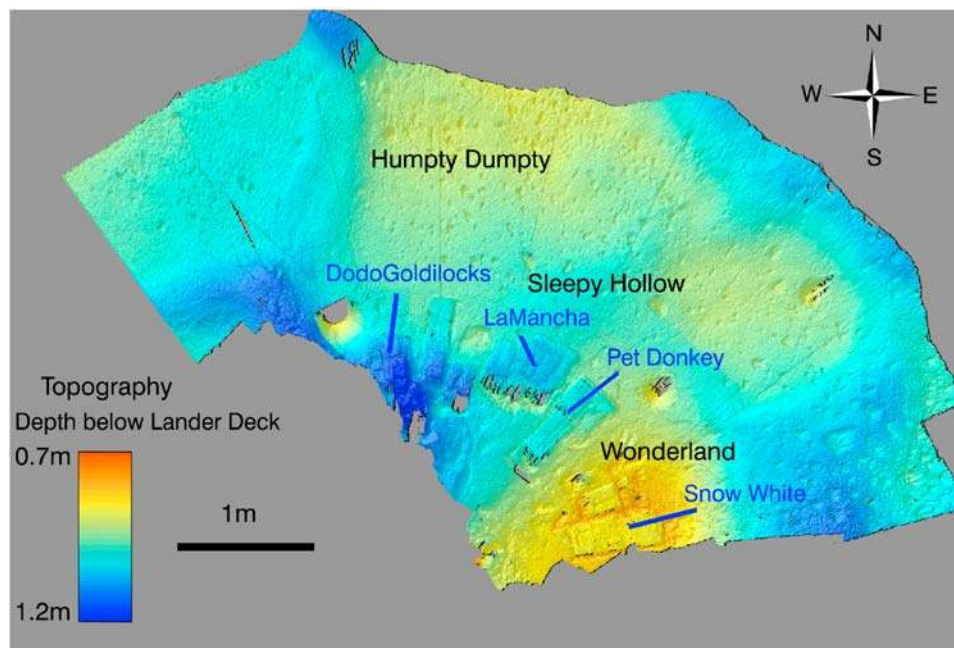 N
W E
S
Humpty Dumpty
DodoGoldilocks
Sleepy Hollow
LaMancha
Pet Donkey
Topography
Depth below Lander Deck
0.7m
Wonderland
Snow White
1m
1.2m